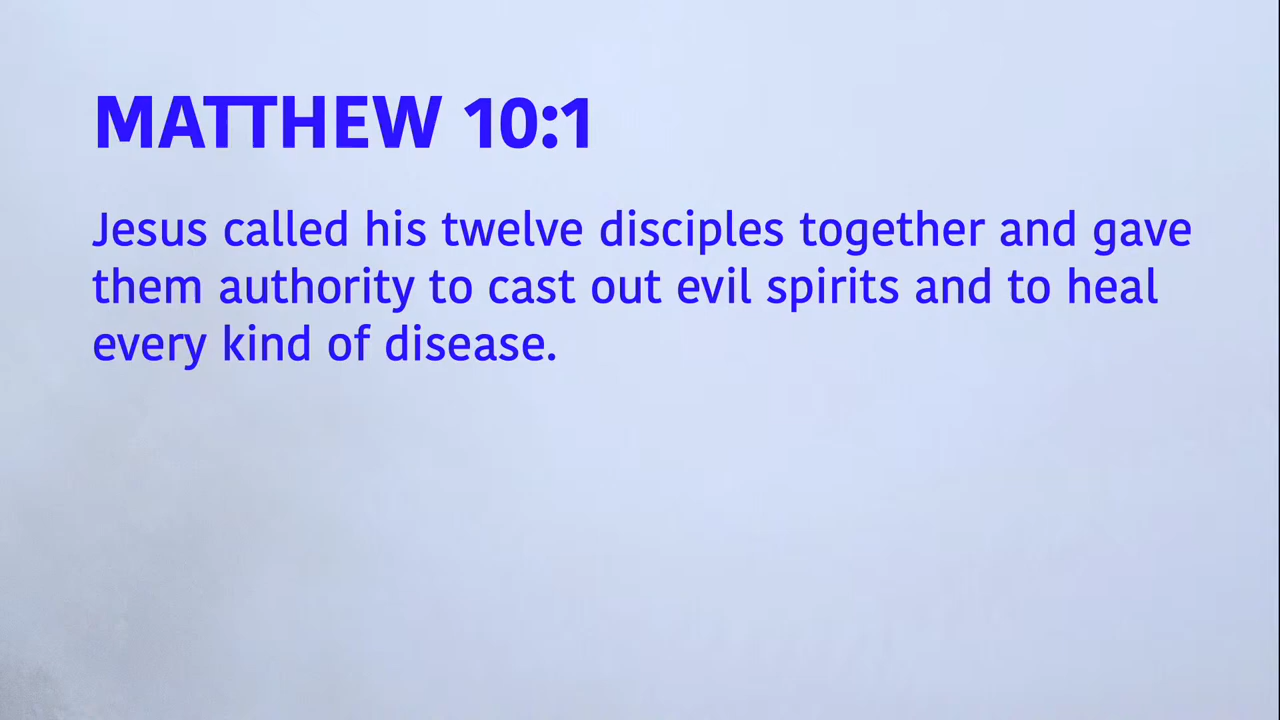 MATTHEW 10:1
Jesus called his twelve disciples together and gave
them authority to cast out evil spirits and to heal
every kind of disease.